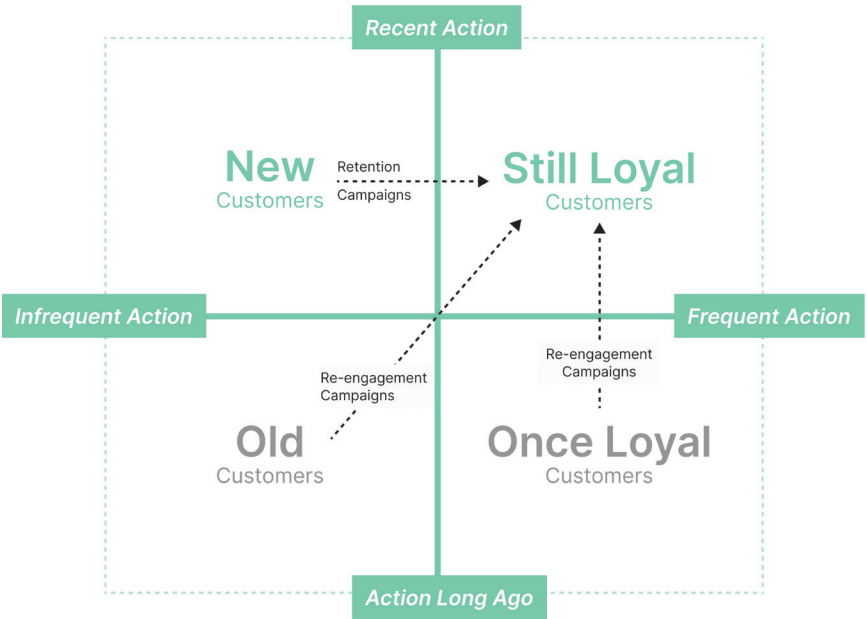 Recent Action
New
Customers
Retention
Campaigns
Still Loyal
Customers
Infrequent Action
Frequent Action
Re-engagement
Campaigns
Re-engagement
Campaigns
Old
Customers
Once Loyal
Customers
Action Long Ago